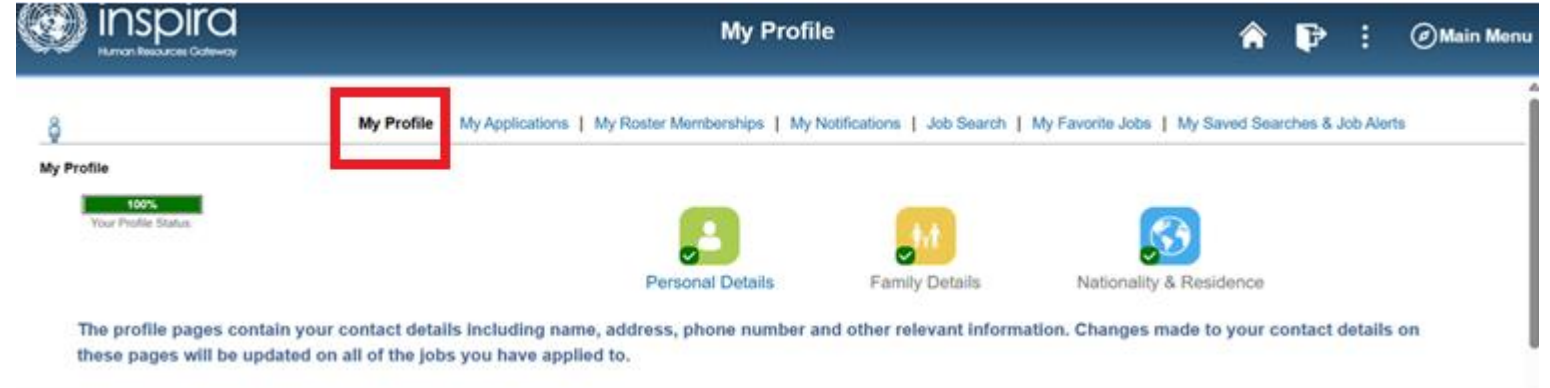 inspira
Human Resources Gateway
My Profile
Main Menu
My Profile My Applications | My Roster Memberships | My Notifications | Job Search | My Favorite Jobs | My Saved Searches & Job Alerts
My Profile
100%
Your Profile Status
Personal Details Family Details Nationality & Residence
The profile pages contain your contact details including name, address, phone number and other relevant information. Changes made to your contact details on
these pages will be updated on all of the jobs you have applied to.